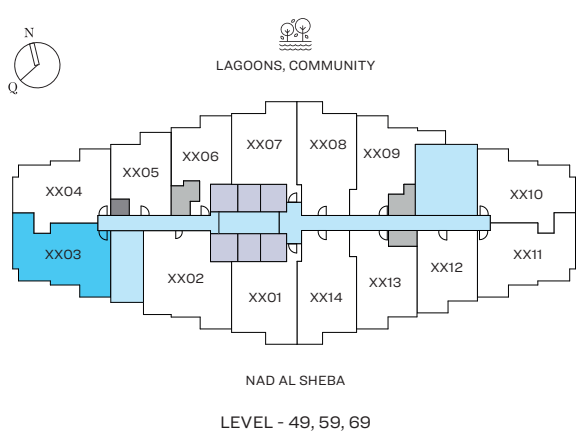 N
Q
LAGOONS, COMMUNITY
XX07
XX08
XX06
XX09
XX05
XX04
XX10
XX03
XX11
XX02
XX12
XX13
XX01
XX14
NAD AL SHEBA
LEVEL - 49, 59, 69